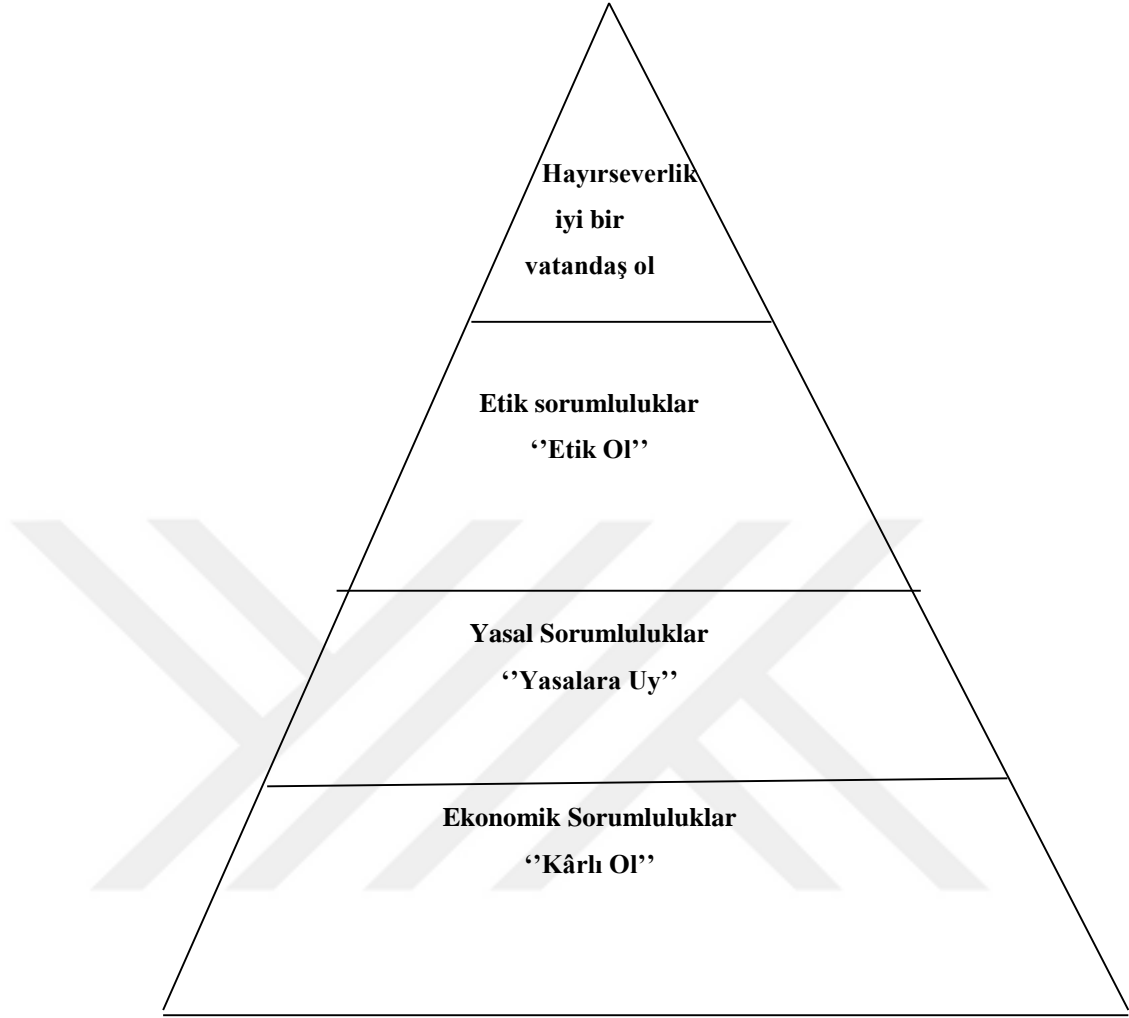 Hayırseverlik
iyi bir
vatandaş ol
Etik sorumluluklar
‘’Etik Ol’’
Yasal Sorumluluklar
‘’Yasalara Uy’’
Ekonomik Sorumluluklar
‘’Kârlı Ol’’